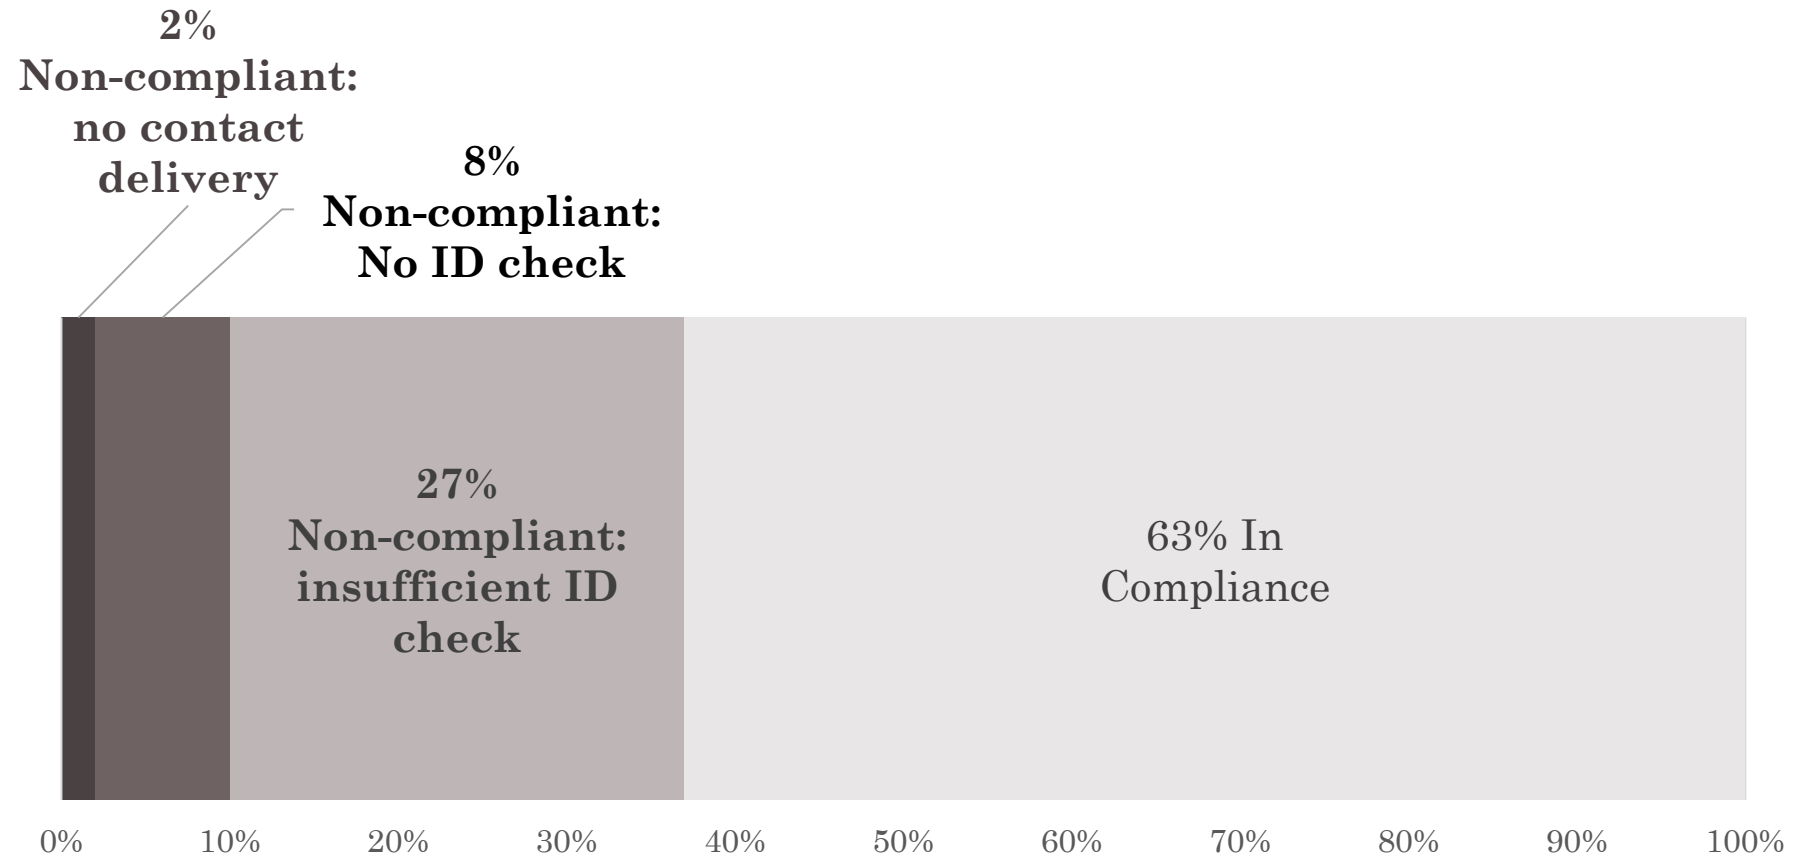 2%
Non-compliant:
no contact
delivery
8%
Non-compliant:
No ID check
27%
Non-compliant:
insufficient ID
check
63% In
Compliance
0% 10% 20% 30% 40% 50% 60% 70% 80% 90% 100%